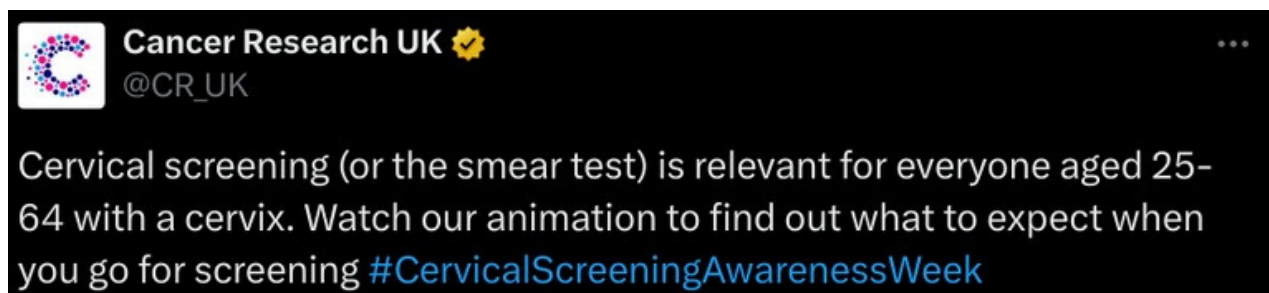 Cancer Research UK
@CR_UK
Cervical screening (or the smear test) is relevant for everyone aged 25-
64 with a cervix. Watch our animation to find out what to expect when
you go for screening #CervicalScreeningAwarenessWeek